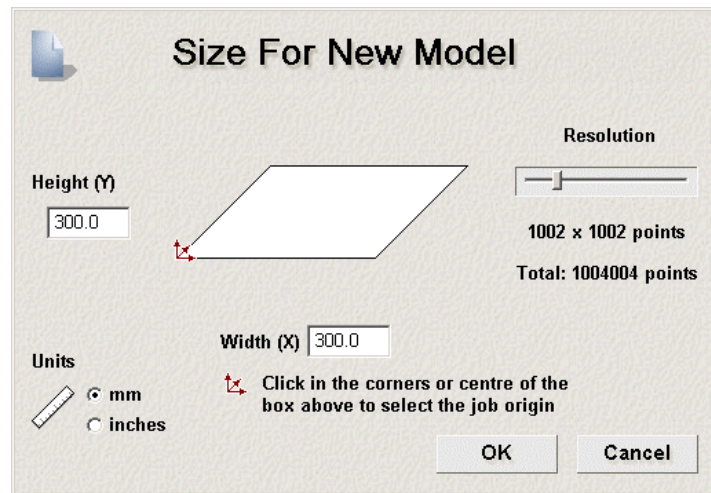 Size For New Model
Resolution
Height (Y)
300.0
1002 x 1002 points
Total: 1004004 points
Width (X) 300.0
Units
mm
inches
Click in the corners or centre of the
box above to select the job origin
OK
Cancel